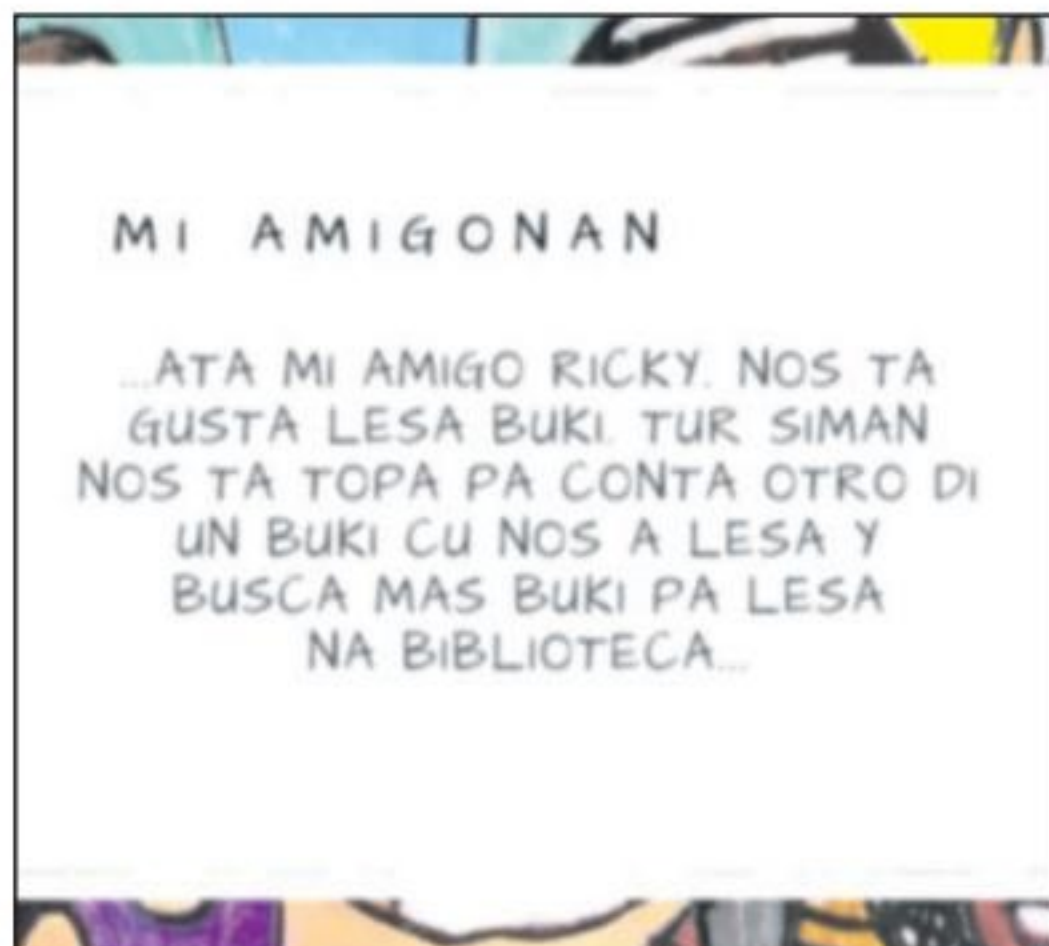 MI AMIGONAN
...ATA MI AMIGO RICKY. NOS TA
GUSTA LESA BUKI. TUR SIMAN
NOS TA TOPA PA CONTA OTRO DI
UN BUKI CU NOS A LESA Y
BUSCA MAS BUKI PA LESA
NA BIBLIOTECA...